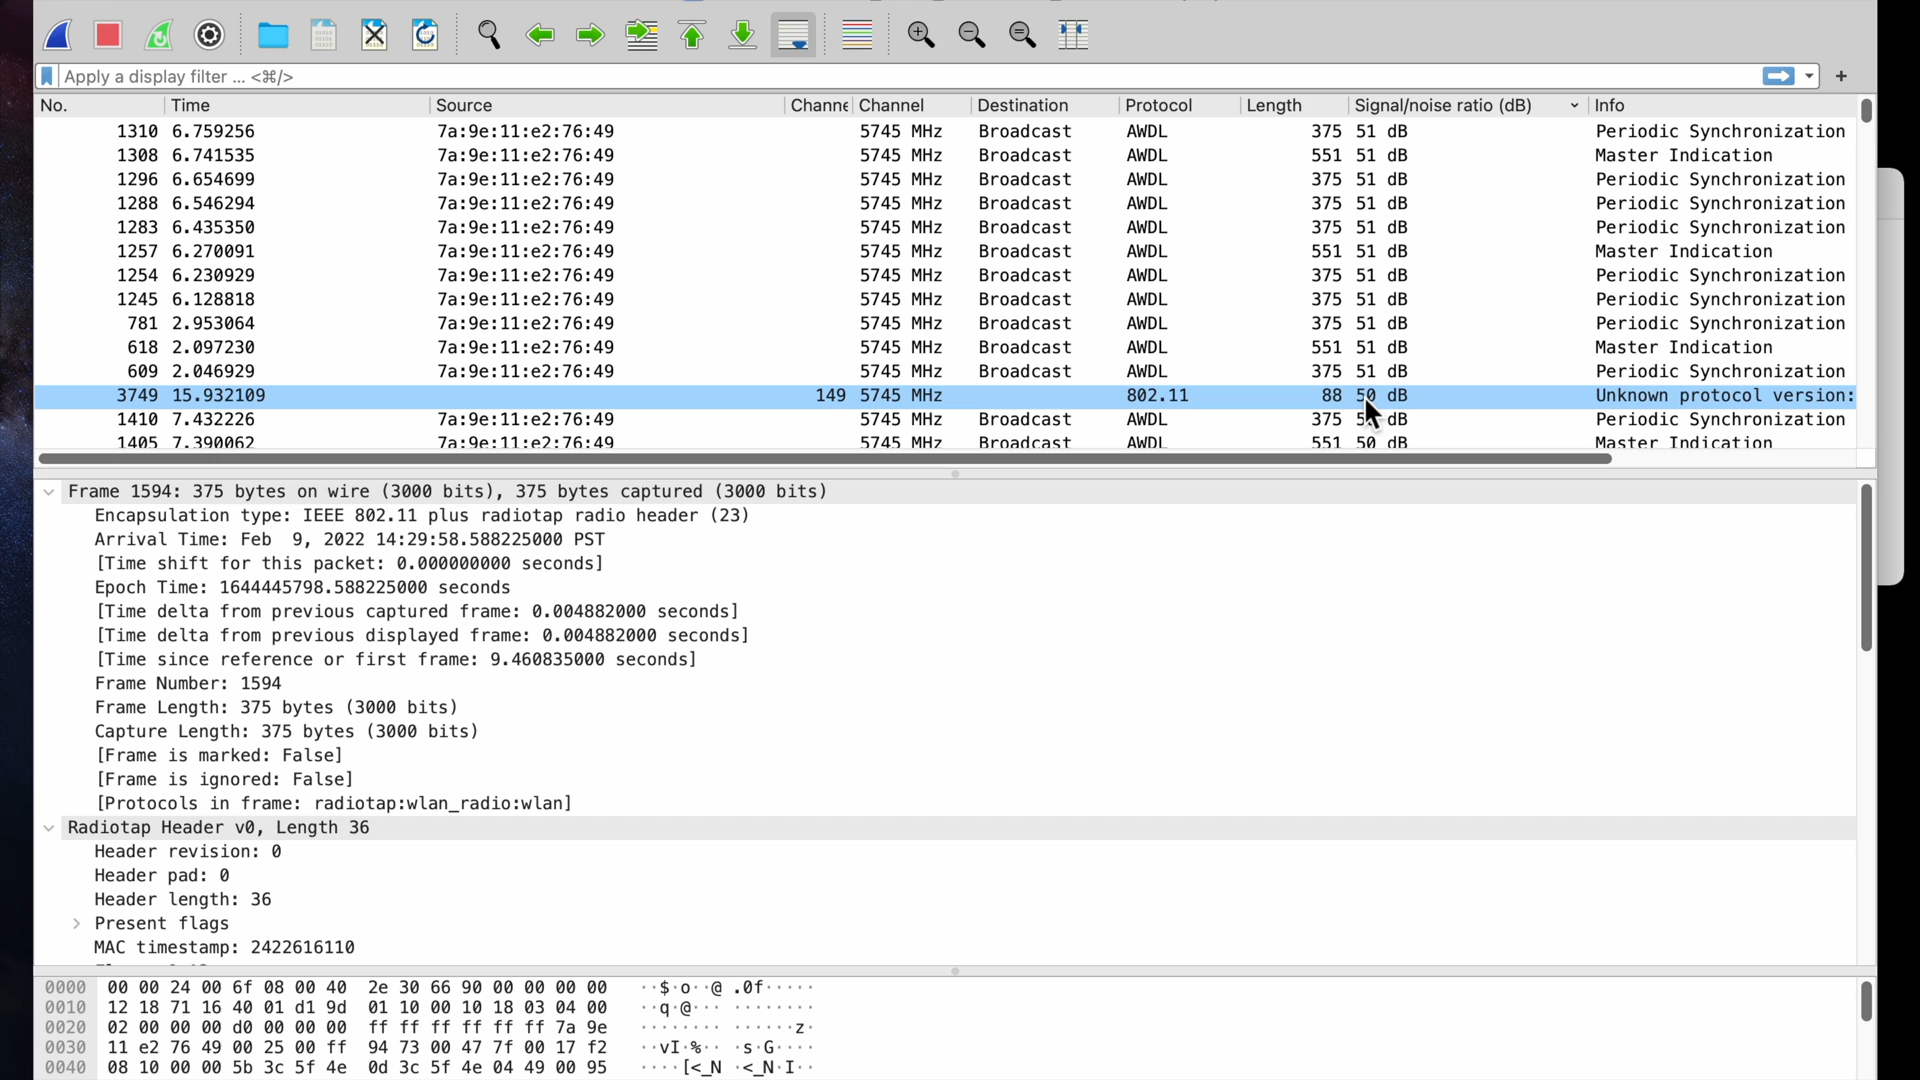 Apply a display filter ... <⌘/>
+
No. Time Source Channe Channel Destination Protocol Length Signal/noise ratio (dB) Info
1310 6.759256 7a:9e:11:e2:76:49 5745 MHz Broadcast AWDL 375 51 dB Periodic Synchronization
1308 6.741535 7a:9e:11:e2:76:49 5745 MHz Broadcast AWDL 551 51 dB Master Indication
1296 6.654699 7a:9e:11:e2:76:49 5745 MHz Broadcast AWDL 375 51 dB Periodic Synchronization
1288 6.546294 7a:9e:11:e2:76:49 5745 MHz Broadcast AWDL 375 51 dB Periodic Synchronization
1283 6.435350 7a:9e:11:e2:76:49 5745 MHz Broadcast AWDL 375 51 dB Periodic Synchronization
1257 6.270091 7a:9e:11:e2:76:49 5745 MHz Broadcast AWDL 551 51 dB Master Indication
1254 6.230929 7a:9e:11:e2:76:49 5745 MHz Broadcast AWDL 375 51 dB Periodic Synchronization
1245 6.128818 7a:9e:11:e2:76:49 5745 MHz Broadcast AWDL 375 51 dB Periodic Synchronization
781 2.953064 7a:9e:11:e2:76:49 5745 MHz Broadcast AWDL 375 51 dB Periodic Synchronization
618 2.097230 7a:9e:11:e2:76:49 5745 MHz Broadcast AWDL 551 51 dB Master Indication
609 2.046929 7a:9e:11:e2:76:49 5745 MHz Broadcast AWDL 375 51 dB Periodic Synchronization
3749 15.932109 149 5745 MHz 802.11 88 50 dB Unknown protocol version:
1410 7.432226 7a:9e:11:e2:76:49 5745 MHz Broadcast AWDL 375 dB Periodic Synchronization
1405 7.390062 7a:9e:11:e2:76:49 5745 MHz Broadcast AWDL 551 50 dB Master Indication
Frame 1594: 375 bytes on wire (3000 bits), 375 bytes captured (3000 bits)
Encapsulation type: IEEE 802.11 plus radiotap radio header (23)
Arrival Time: Feb  9, 2022 14:29:58.588225000 PST
[Time shift for this packet: 0.000000000 seconds]
Epoch Time: 1644445798.588225000 seconds
[Time delta from previous captured frame: 0.004882000 seconds]
[Time delta from previous displayed frame: 0.004882000 seconds]
[Time since reference or first frame: 9.460835000 seconds]
Frame Number: 1594
Frame Length: 375 bytes (3000 bits)
Capture Length: 375 bytes (3000 bits)
[Frame is marked: False]
[Frame is ignored: False]
[Protocols in frame: radiotap:wlan_radio:wlan]
Radiotap Header v0, Length 36
Header revision: 0
Header pad: 0
Header length: 36
Present flags
MAC timestamp: 2422616110
0000 00 00 24 00 6f 08 00 40 2e 30 66 90 00 00 00 00 ··$·o··@ .0f·····
0010 12 18 71 16 40 01 d1 9d 01 10 00 10 18 03 04 00 ··q·@··· ········
0020 02 00 00 00 d0 00 00 00 ff ff ff ff ff ff 7a 9e ········ ······z·
0030 11 e2 76 49 00 25 00 ff 94 73 00 47 7f 00 17 f2 ··vI·%·· ·s·G····
0040 08 10 00 00 5b 3c 5f 4e 0d 3c 5f 4e 04 49 00 95 ····[<_N ·<_N·I··